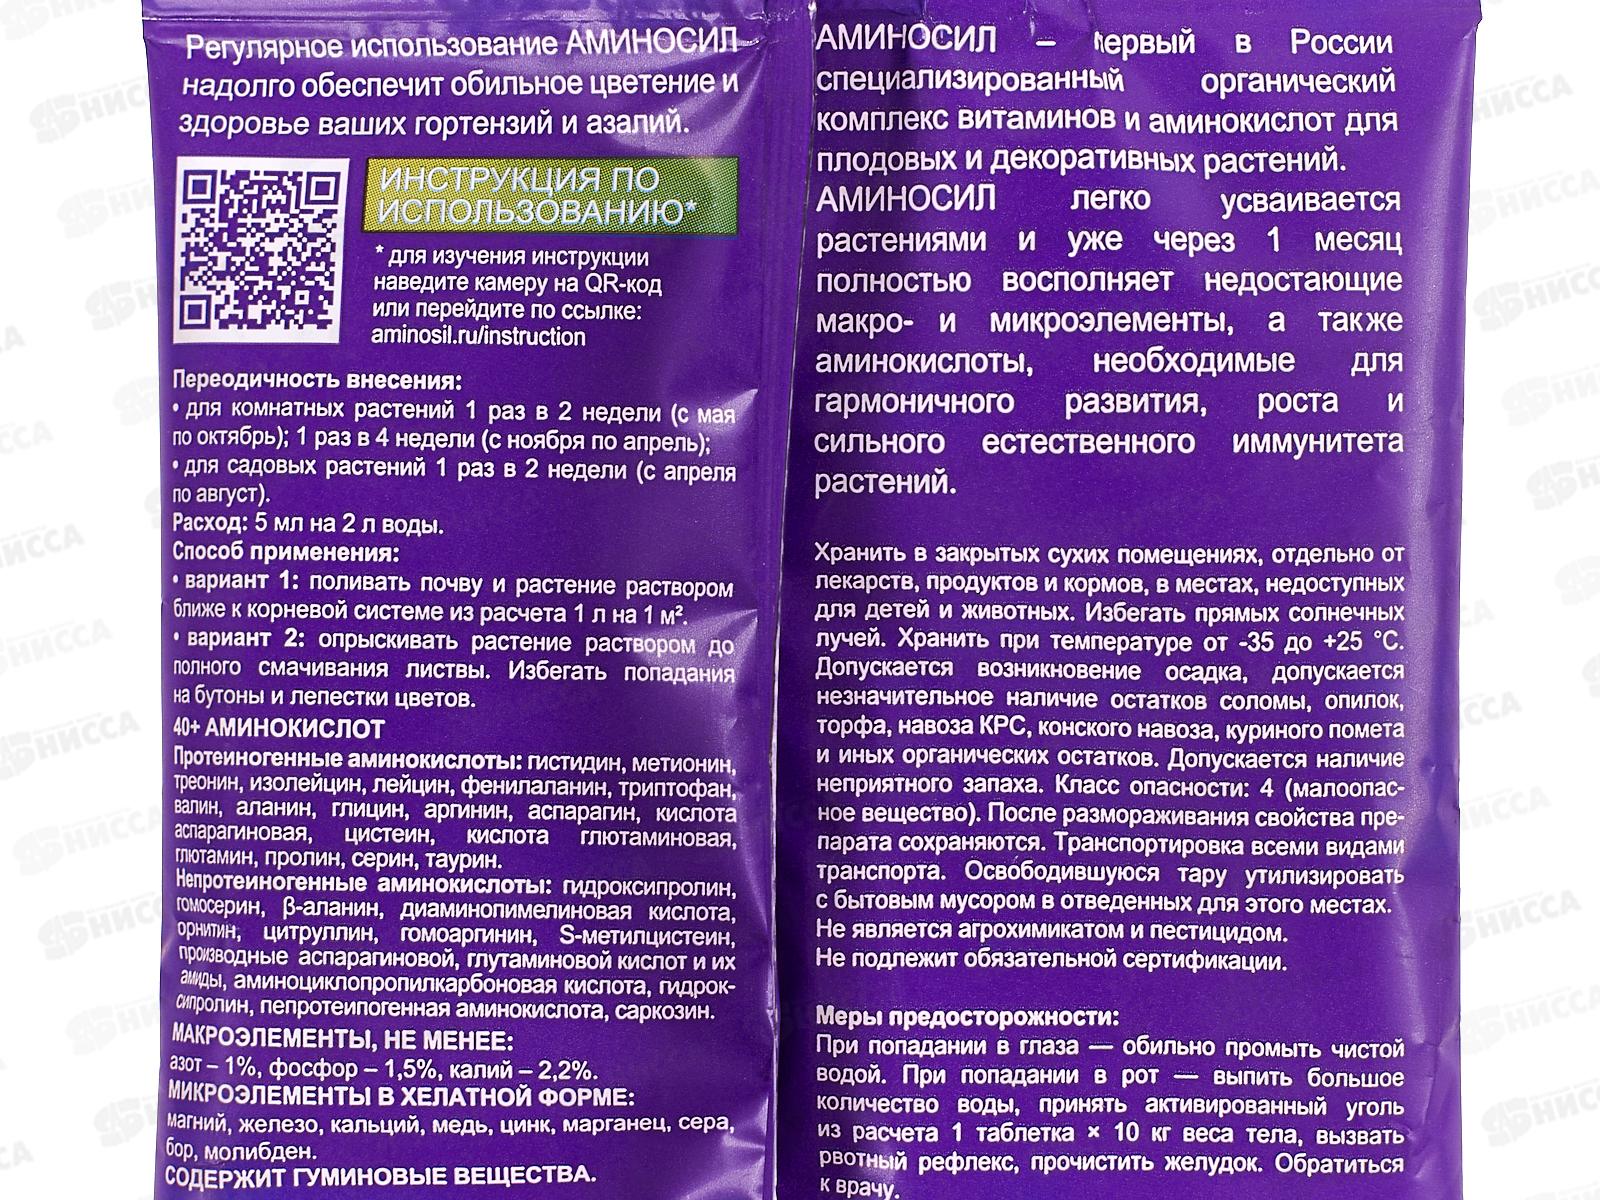 Регулярное использование АМИНОСИЛ
надолго обеспечит обильное цветение и
здоровье ваших гортензий и азалий.
ИНСТРУКЦИЯ ПО
ИСПОЛЬЗОВАНИЮ*
* для изучения инструкции
наведите камеру на QR-код
или перейдите по ссылке:
aminosil.ru/instruction
Переодичность внесения:
• для комнатных растений 1 раз в 2 недели (с мая
по октябрь); 1 раз в 4 недели (с ноября по апрель);
• для садовых растений 1 раз в 2 недели (с апреля
по август).
Расход: 5 мл на 2 л воды.
Способ применения:
• вариант 1: поливать почву и растение раствором
ближе к корневой системе из расчета 1 л на 1 м².
• вариант 2: опрыскивать растение раствором до
полного смачивания листвы. Избегать попадания
на бутоны и лепестки цветов.
40+ АМИНОКИСЛОТ
Протеиногенные аминокислоты: гистидин, метионин,
треонин, изолейцин, лейцин, фенилаланин, триптофан,
валин, аланин, глицин, аргинин, аспарагин, кислота
аспарагиновая, цистеин, кислота глютаминовая,
глютамин, пролин, серин, таурин.
Непротеиногенные аминокислоты: гидроксипролин,
гомосерин, β-аланин, диаминопимелиновая кислота,
орнитин, цитруллин, гомоаргинин, S-метилцистеин,
производные аспарагиновой, глутаминовой кислот и их
амиды, аминоциклопропилкарбоновая кислота, гидрок-
сипролин, пепротеипогенная аминокислота, саркозин.
МАКРОЭЛЕМЕНТЫ, НЕ МЕНЕЕ:
азот – 1%, фосфор – 1,5%, калий – 2,2%.
МИКРОЭЛЕМЕНТЫ В ХЕЛАТНОЙ ФОРМЕ:
магний, железо, кальций, медь, цинк, марганец, сера,
бор, молибден.
СОДЕРЖИТ ГУМИНОВЫЕ ВЕЩЕСТВА.
АМИНОСИЛ – первый в России
специализированный органический
комплекс витаминов и аминокислот для
плодовых и декоративных растений.
АМИНОСИЛ легко усваивается
растениями и уже через 1 месяц
полностью восполняет недостающие
макро- и микроэлементы, а также
аминокислоты, необходимые для
гармоничного развития, роста и
сильного естественного иммунитета
растений.
Хранить в закрытых сухих помещениях, отдельно от
лекарств, продуктов и кормов, в местах, недоступных
для детей и животных. Избегать прямых солнечных
лучей. Хранить при температуре от -35 до +25 °С.
Допускается возникновение осадка, допускается
незначительное наличие остатков соломы, опилок,
торфа, навоза КРС, конского навоза, куриного помета
и иных органических остатков. Допускается наличие
неприятного запаха. Класс опасности: 4 (малоопас-
ное вещество). После размораживания свойства пре-
парата сохраняются. Транспортировка всеми видами
транспорта. Освободившуюся тару утилизировать
с бытовым мусором в отведенных для этого местах.
Не является агрохимикатом и пестицидом.
Не подлежит обязательной сертификации.
Меры предосторожности:
При попадании в глаза — обильно промыть чистой
водой. При попадании в рот — выпить большое
количество воды, принять активированный уголь
из расчета 1 таблетка × 10 кг веса тела, вызвать
рвотный рефлекс, прочистить желудок. Обратиться
к врачу.
НИССА